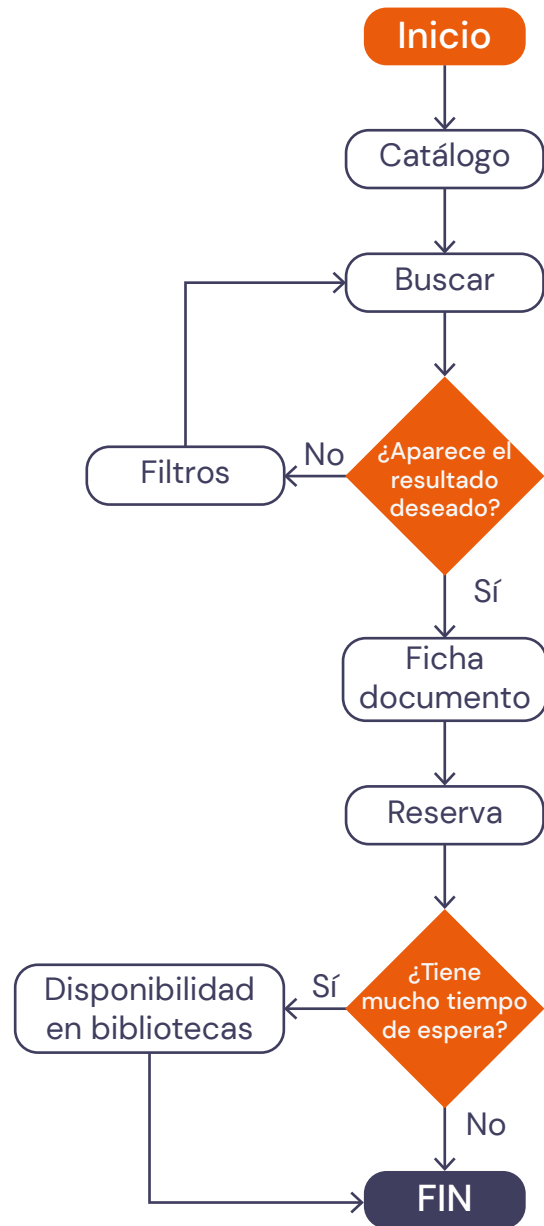 Inicio
Catálogo
Buscar
¿Aparece el
resultado
deseado?
No
Filtros
Sí
Ficha
documento
Reserva
¿Tiene
mucho tiempo
de espera?
Sí
Disponibilidad
en bibliotecas
No
FIN